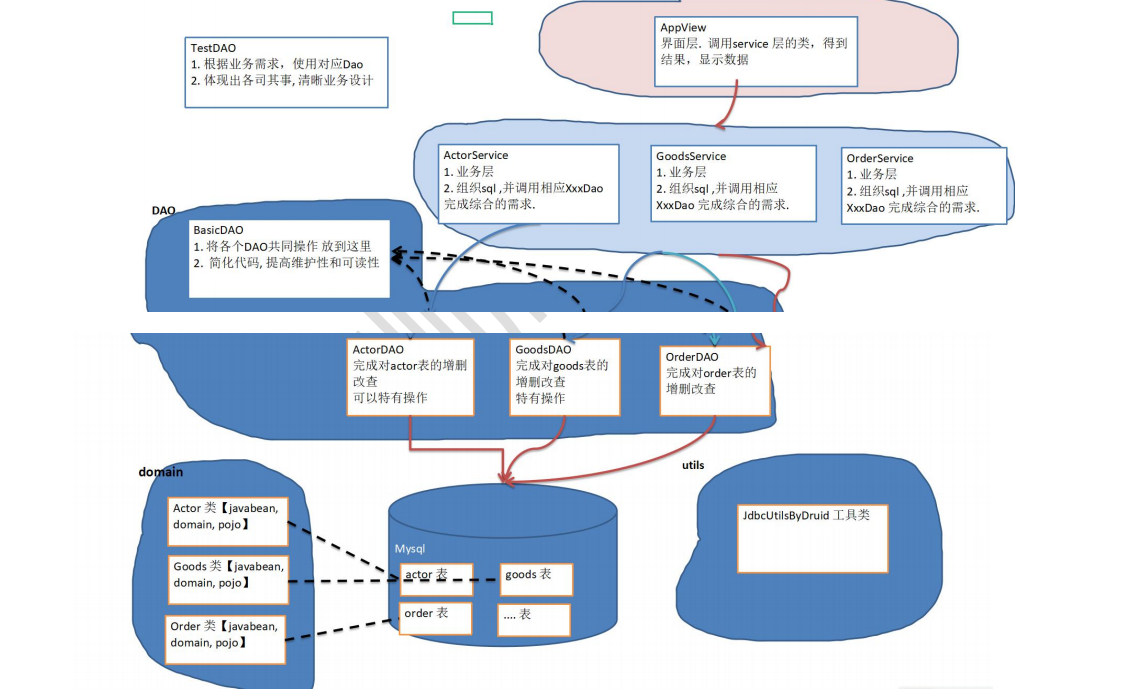 TestDAO
1. 根据业务需求，使用对应Dao
2. 体现出各司其事, 清晰业务设计
AppView
界面层. 调用service 层的类，得到
结果，显示数据
ActorService
1. 业务层
2. 组织sql ,并调用相应XxxDao
完成综合的需求.
GoodsService
1. 业务层
2. 组织sql ,并调用相应
XxxDao 完成综合的需求.
OrderService
1. 业务层
2. 组织sql ,并调用相应
XxxDao 完成综合的需求.
DAO
BasicDAO
1. 将各个DAO共同操作 放到这里
2. 简化代码, 提高维护性和可读性
ActorDAO
完成对actor表的增删
改查
可以特有操作
GoodsDAO
完成对goods表的
增删改查
特有操作
OrderDAO
完成对order表的
增删改查
domain
Actor 类【javabean,
domain, pojo】
Goods 类【javabean,
domain, pojo】
Order 类【javabean,
domain, pojo】
Mysql
actor 表
goods 表
order 表
.... 表
utils
JdbcUtilsByDruid 工具类